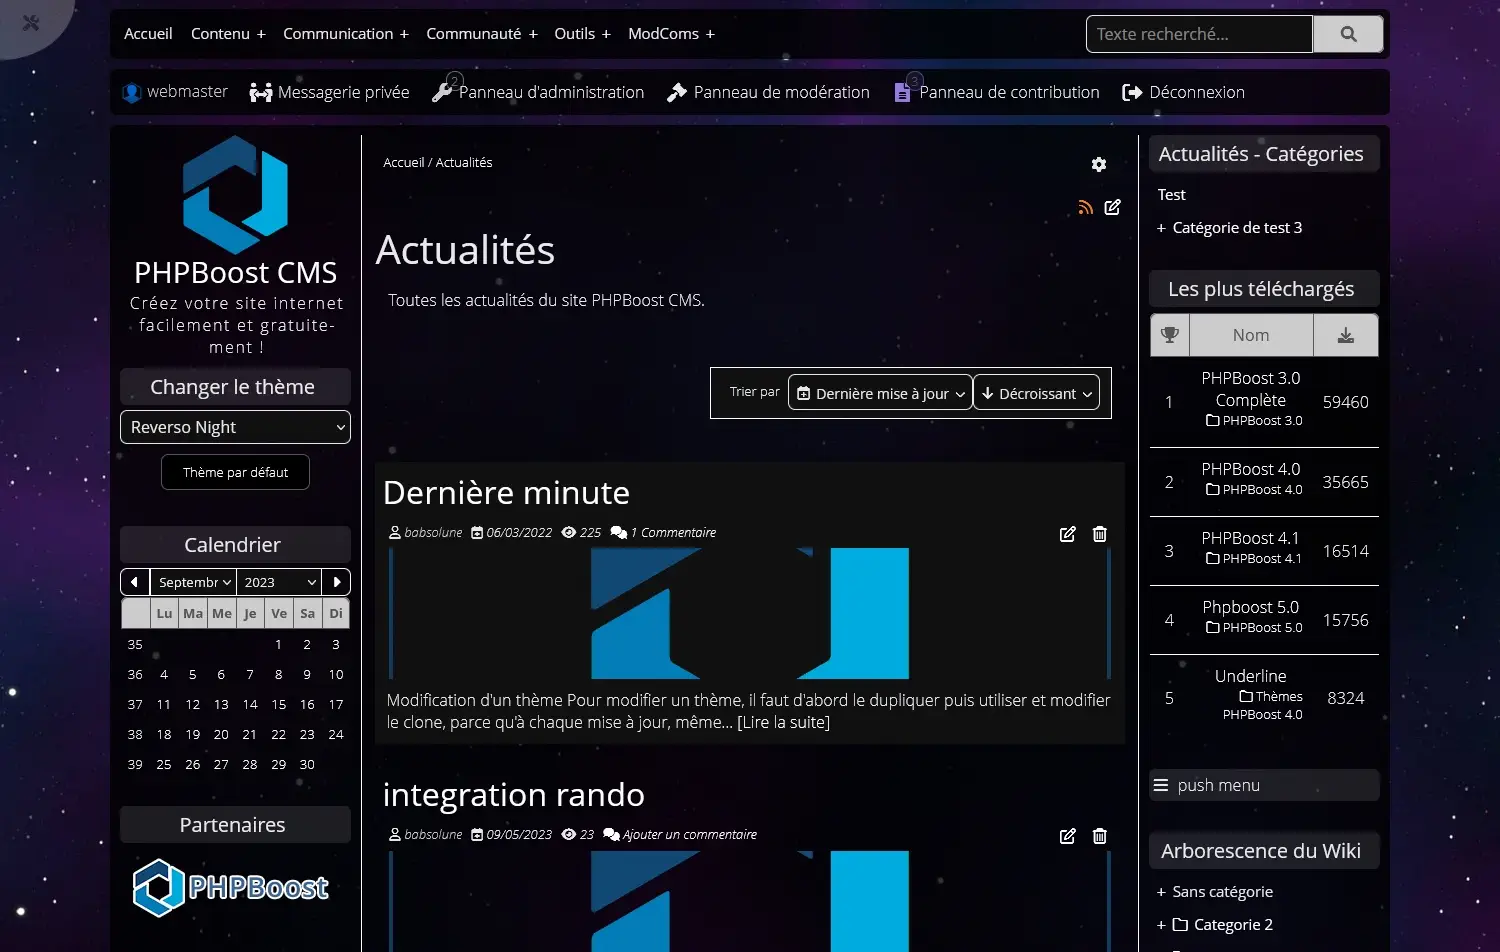 Accueil Contenu + Communication + Communauté + Outils + ModComs + Texte recherché...
webmaster Messagerie privée 2 Panneau d'administration Panneau de modération 3 Panneau de contribution Déconnexion
PHPBoost CMS
Créez votre site internet
facilement et gratuite-
ment !
Changer le thème
Reverso Night
Thème par défaut
Calendrier
Septembr 2023
Lu Ma Me Je Ve Sa Di
35 1 2 3
36 4 5 6 7 8 9 10
37 11 12 13 14 15 16 17
38 18 19 20 21 22 23 24
39 25 26 27 28 29 30
Partenaires
PHPBoost
Accueil / Actualités
Actualités
Toutes les actualités du site PHPBoost CMS.
Trier par Dernière mise à jour Décroissant
Dernière minute
babsolune 06/03/2022 225 1 Commentaire
Modification d'un thème Pour modifier un thème, il faut d'abord le dupliquer puis utiliser et modifier
le clone, parce qu'à chaque mise à jour, même... [Lire la suite]
integration rando
babsolune 09/05/2023 23 Ajouter un commentaire
Actualités - Catégories
Test
+ Catégorie de test 3
Les plus téléchargés
Nom
PHPBoost 3.0
1 Complète 59460
PHPBoost 3.0
PHPBoost 4.0
2 35665
PHPBoost 4.0
PHPBoost 4.1
3 16514
PHPBoost 4.1
Phpboost 5.0
4 15756
PHPBoost 5.0
Underline
5 Thèmes 8324
PHPBoost 4.0
push menu
Arborescence du Wiki
+ Sans catégorie
+ Categorie 2